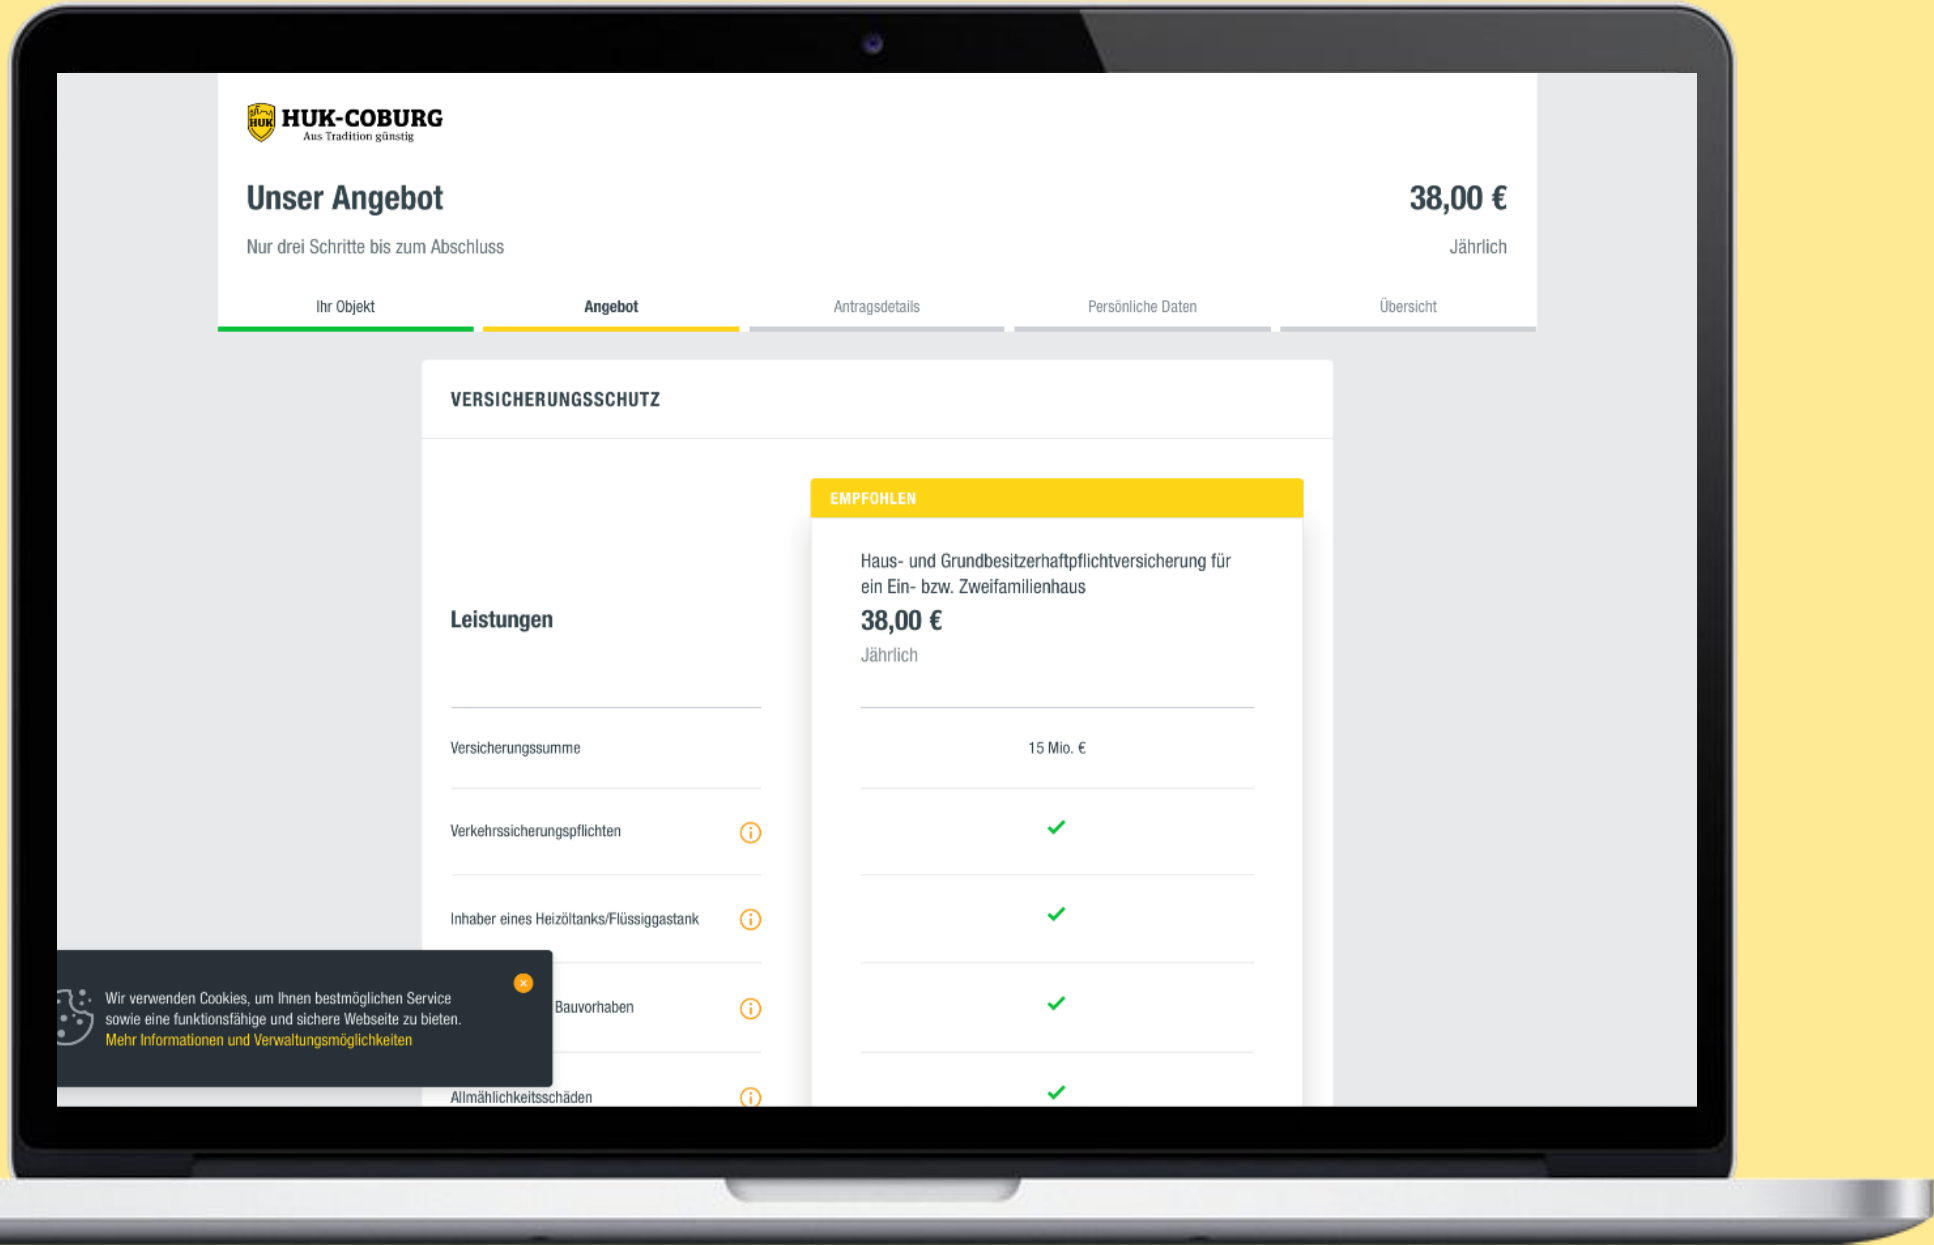 HUK
HUK-COBURG
Aus Tradition günstig
Unser Angebot
38,00 €
Nur drei Schritte bis zum Abschluss
Jährlich
Ihr Objekt
Angebot
Antragsdetails
Persönliche Daten
Übersicht
VERSICHERUNGSSCHUTZ
EMPFOHLEN
Haus- und Grundbesitzerhaftpflichtversicherung für
ein Ein- bzw. Zweifamilienhaus
Leistungen
38,00 €
Jährlich
Versicherungssumme
15 Mio. €
Verkehrssicherungspflichten
Inhaber eines Heizöltanks/Flüssiggastank
Bauvorhaben
Wir verwenden Cookies, um Ihnen bestmöglichen Service
sowie eine funktionsfähige und sichere Webseite zu bieten.
Mehr Informationen und Verwaltungsmöglichkeiten
Allmählichkeitsschäden